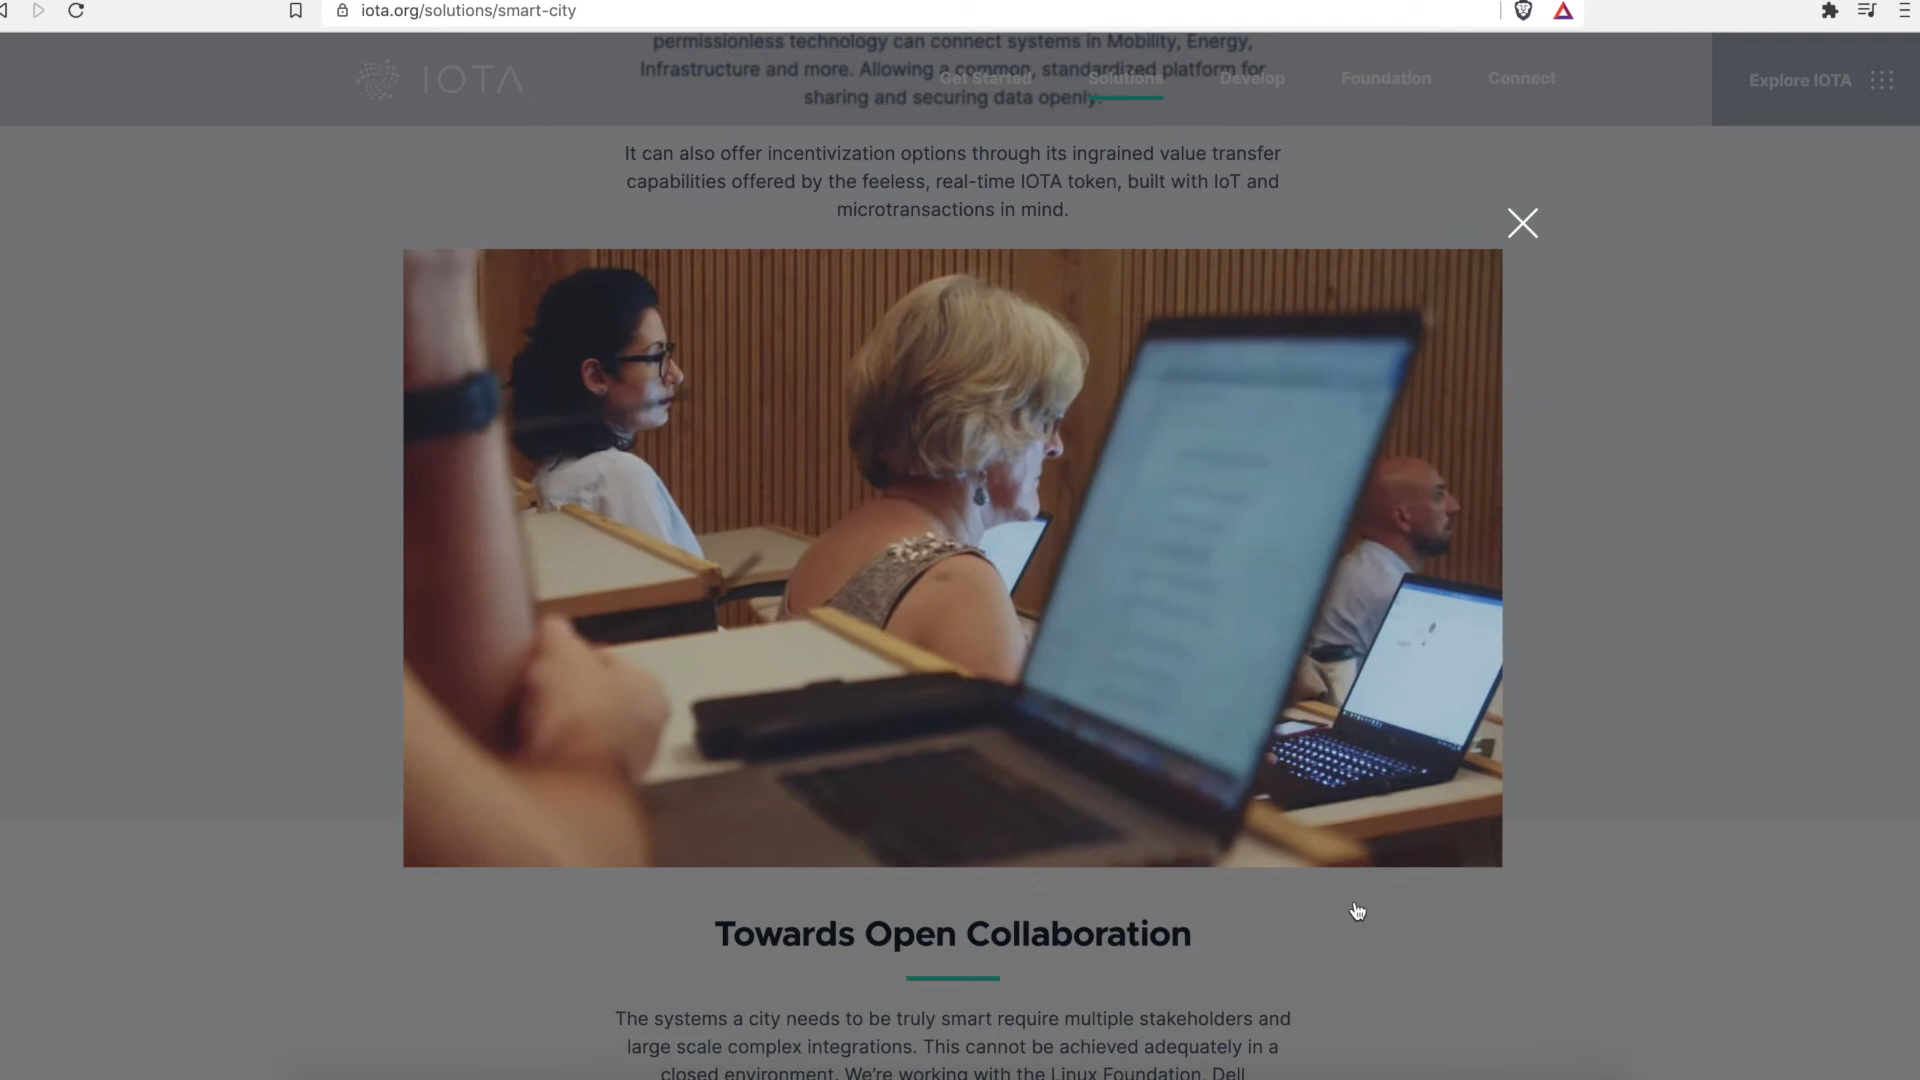 iota.org/solutions/smart-city
permissionless technology can connect systems in Mobility, Energy,
Infrastructure and more. Allowing a common, standardized platform for
sharing and securing data openly.
IOTA
Get Started
Solutions
Develop
Foundation
Connect
Explore IOTA
It can also offer incentivization options through its ingrained value transfer
capabilities offered by the feeless, real-time IOTA token, built with IoT and
microtransactions in mind.
Towards Open Collaboration
The systems a city needs to be truly smart require multiple stakeholders and
large scale complex integrations. This cannot be achieved adequately in a
closed environment. We're working with the Linux Foundation, Dell